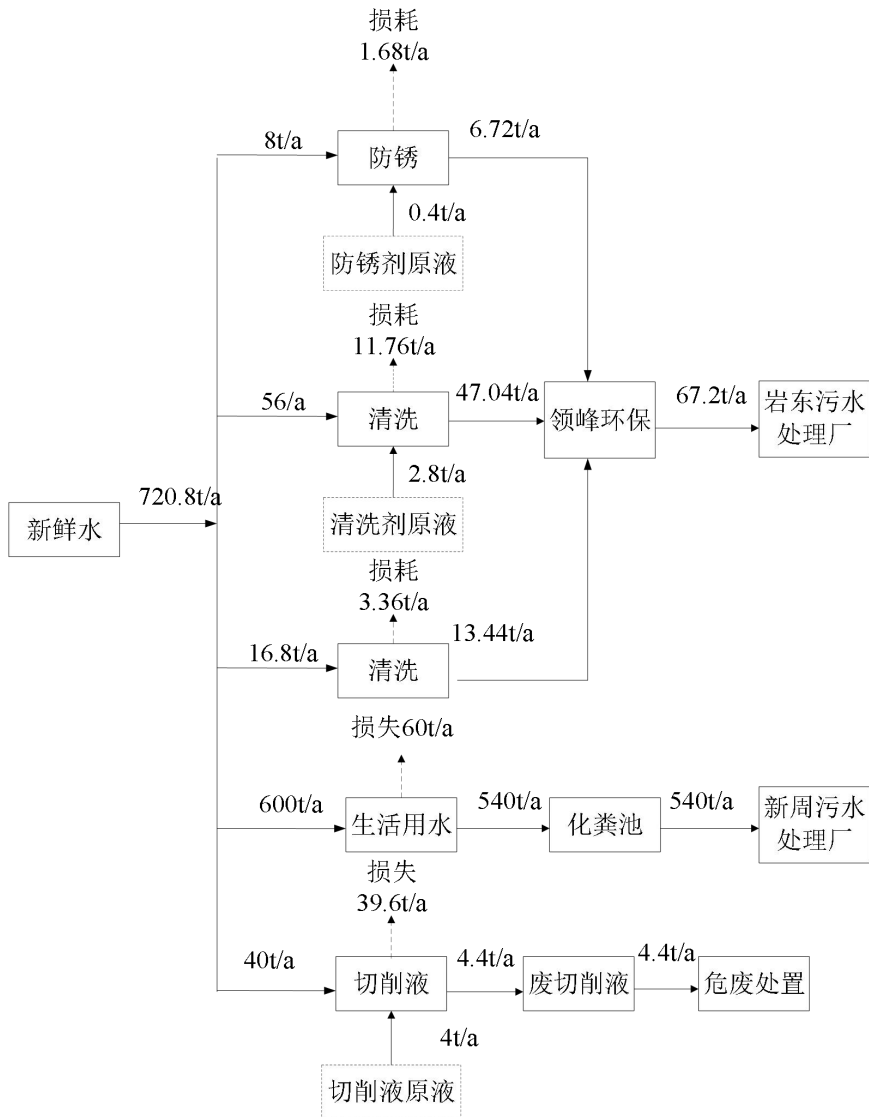 损耗
1.68t/a
8t/a
防锈
6.72t/a
0.4t/a
防锈剂原液
损耗
11.76t/a
56/a
清洗
47.04t/a
领峰环保
67.2t/a
岩东污水
处理厂
2.8t/a
清洗剂原液
新鲜水
720.8t/a
损耗
3.36t/a
16.8t/a
清洗
13.44t/a
损失60t/a
600t/a
生活用水
540t/a
化粪池
540t/a
新周污水
处理厂
损失
39.6t/a
40t/a
切削液
4.4t/a
废切削液
4.4t/a
危废处置
4t/a
切削液原液